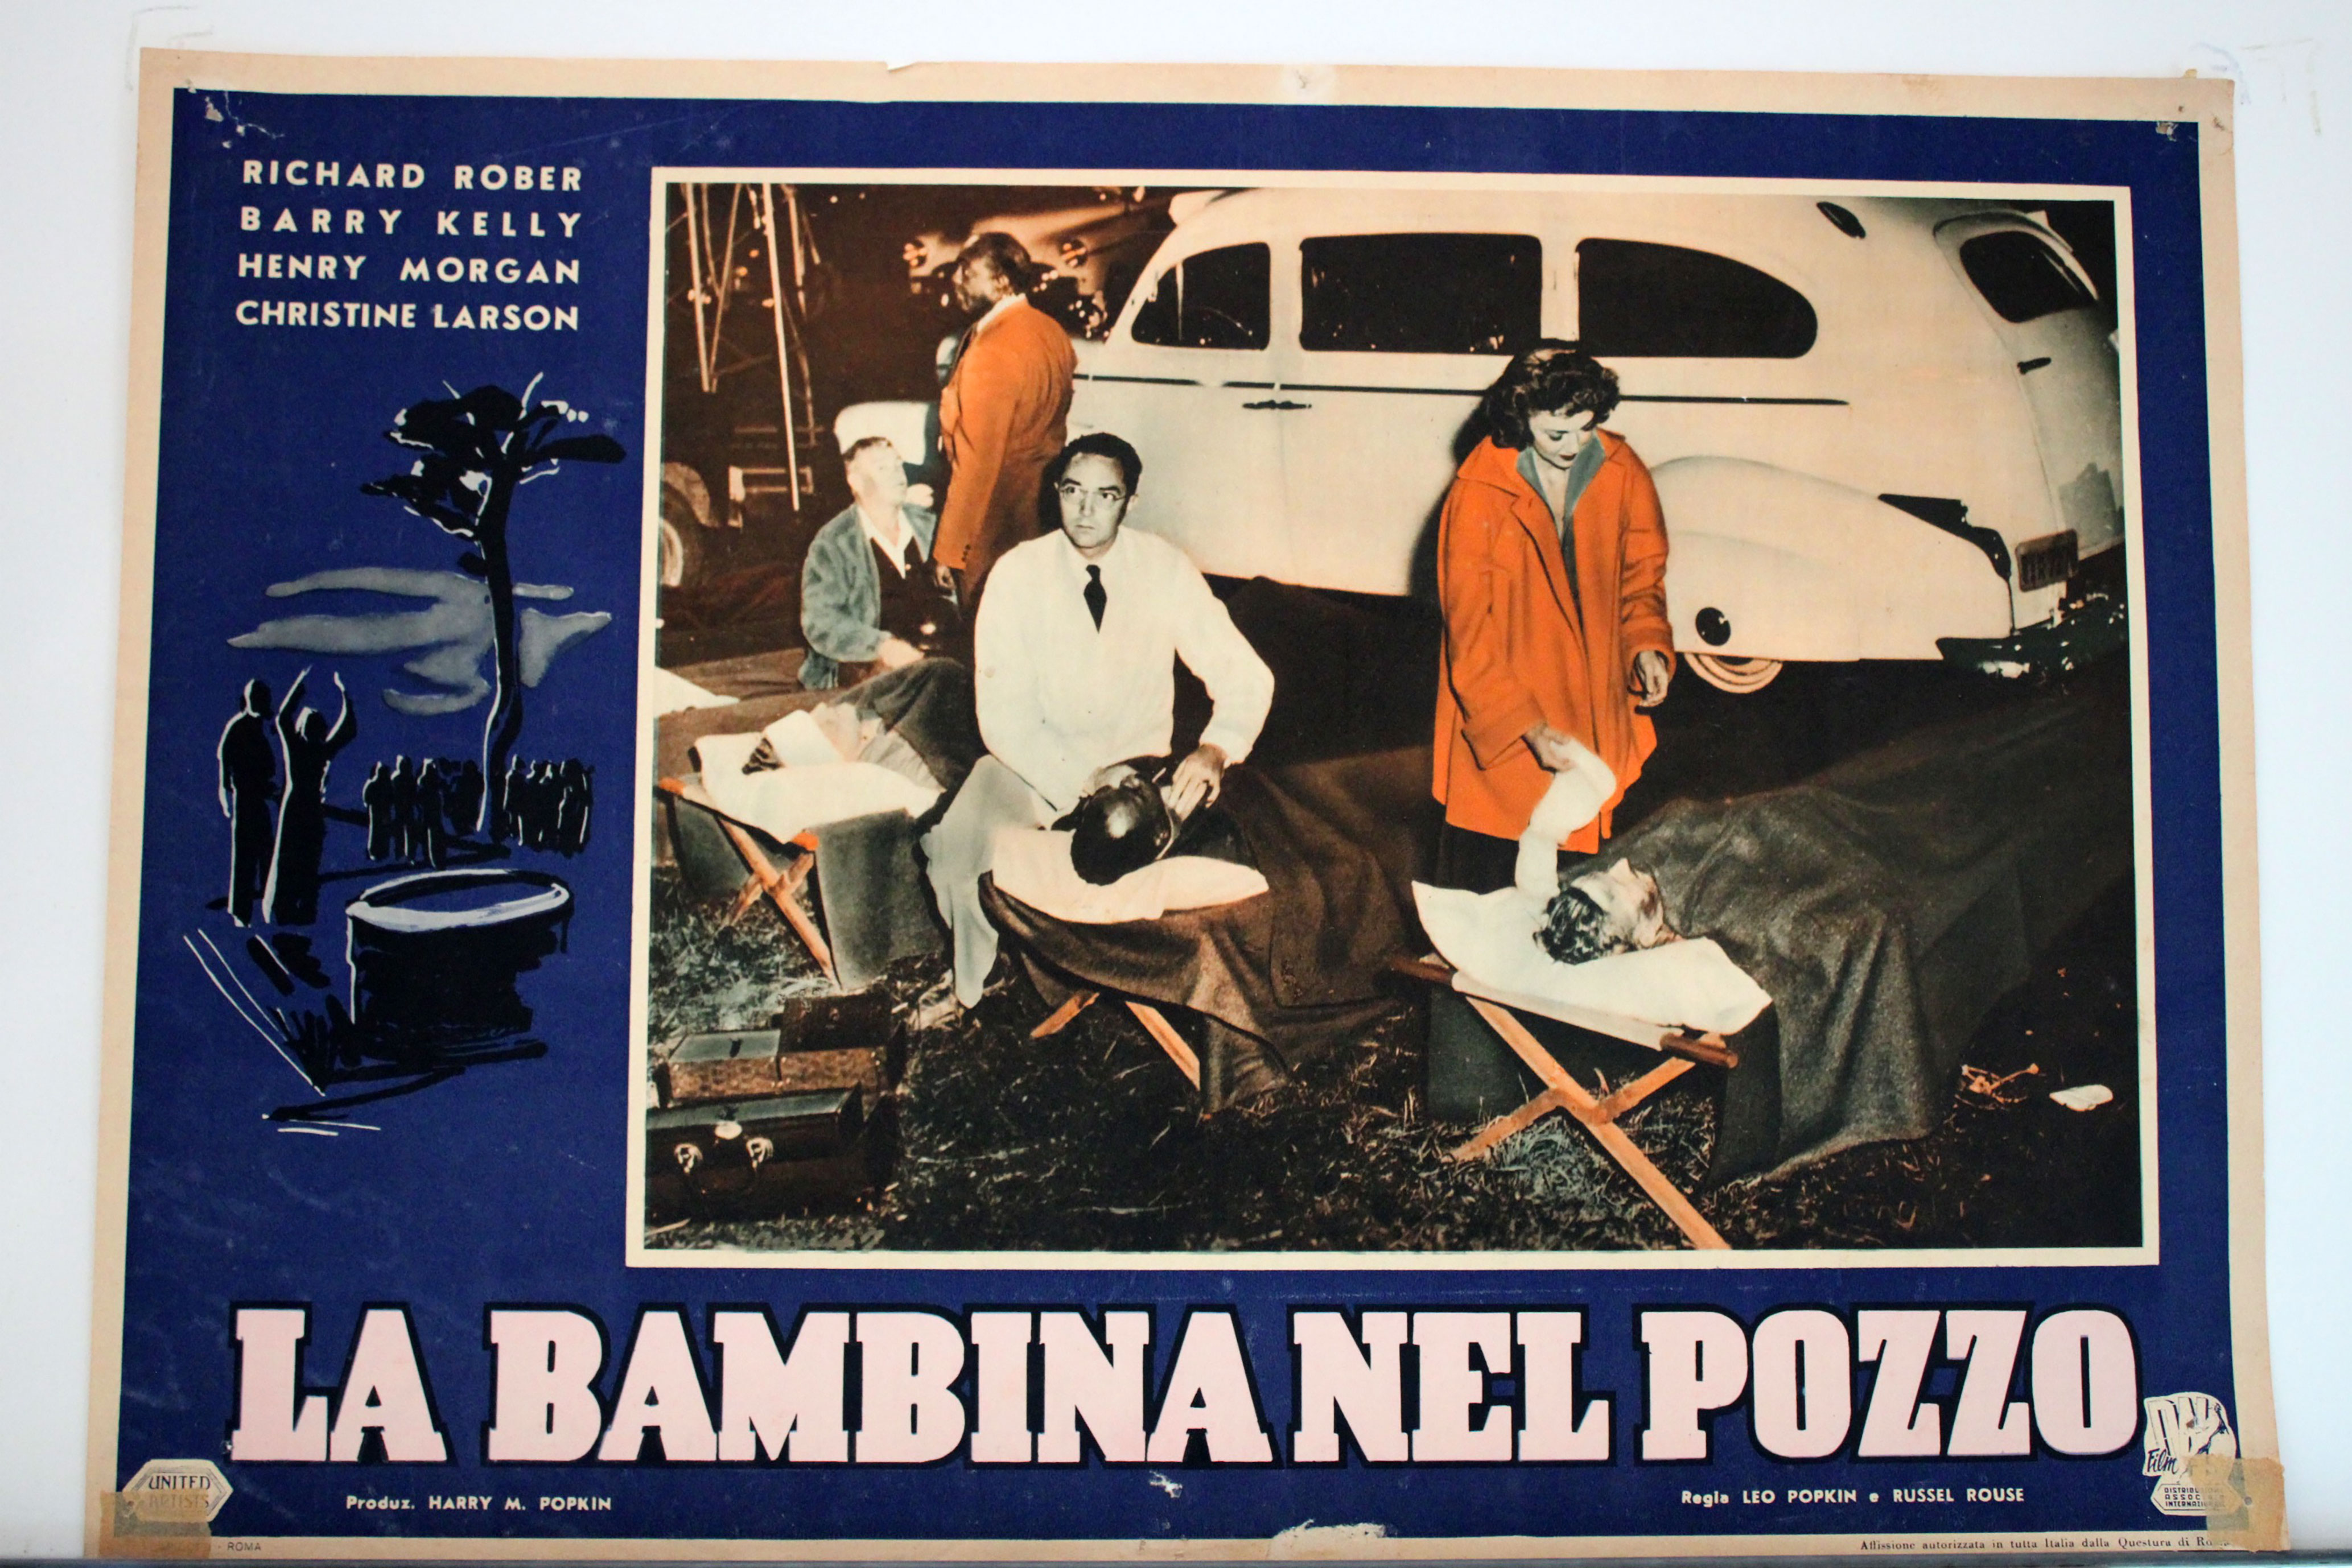 RICHARD ROBER
BARRY KELLY
HENRY MORGAN
CHRISTINE LARSON
LA BAMBINA NEL POZZO
UNITED
ARTISTS
Produz. HARRY M. POPKIN
Regia LEO POPKIN e RUSSEL ROUSE
Film
- ROMA
Affissione autorizzata in tutta Italia dalla Questura di